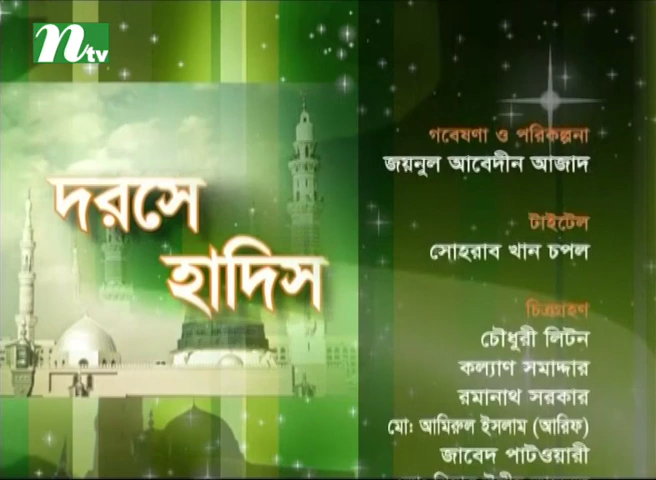 ntv
দরসে
হাদিস
গবেষণা ও পরিকল্পনা
জয়নুল আবেদীন আজাদ
টাইটেল
সোহরাব খান চপল
চিত্রগ্রহণ
চৌধুরী লিটন
কল্যাণ সমাদ্দার
রমানাথ সরকার
মো: আমিরুল ইসলাম (আরিফ)
জাবেদ পাটওয়ারী